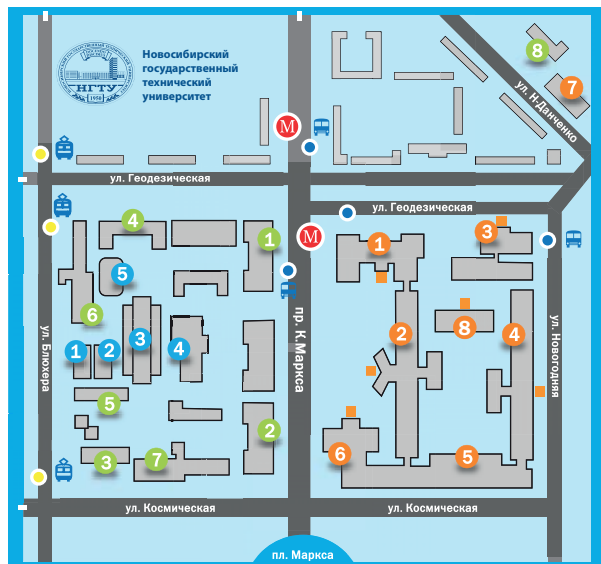 Новосибирский
государственный
технический
университет
НГТУ
1950
8
7
ул. Н-Данченко
М
ул. Геодезическая
ул. Геодезическая
4
1
М
1
3
5
6
3
2
8
4
1
2
4
ул. Блюхера
пр. К.Маркса
ул. Новогодняя
5
2
3
7
6
5
ул. Космическая
ул. Космическая
пл. Маркса